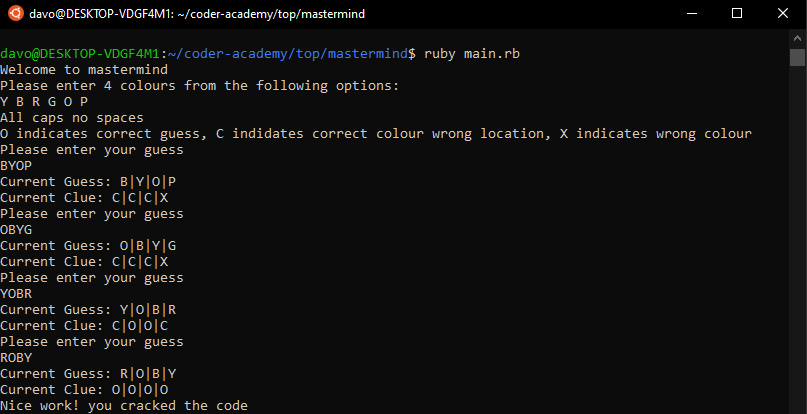 davo@DESKTOP-VDGF4M1: ~/coder-academy/top/mastermind
davo@DESKTOP-VDGF4M1:~/coder-academy/top/mastermind$ ruby main.rb
Welcome to mastermind
Please enter 4 colours from the following options:
Y B R G O P
All caps no spaces
O indicates correct guess, C indidates correct colour wrong location, X indicates wrong colour
Please enter your guess
BYOP
Current Guess: B|Y|O|P
Current Clue: C|C|C|X
Please enter your guess
OBYG
Current Guess: O|B|Y|G
Current Clue: C|C|C|X
Please enter your guess
YOBR
Current Guess: Y|O|B|R
Current Clue: C|O|O|C
Please enter your guess
ROBY
Current Guess: R|O|B|Y
Current Clue: O|O|O|O
Nice work! you cracked the code